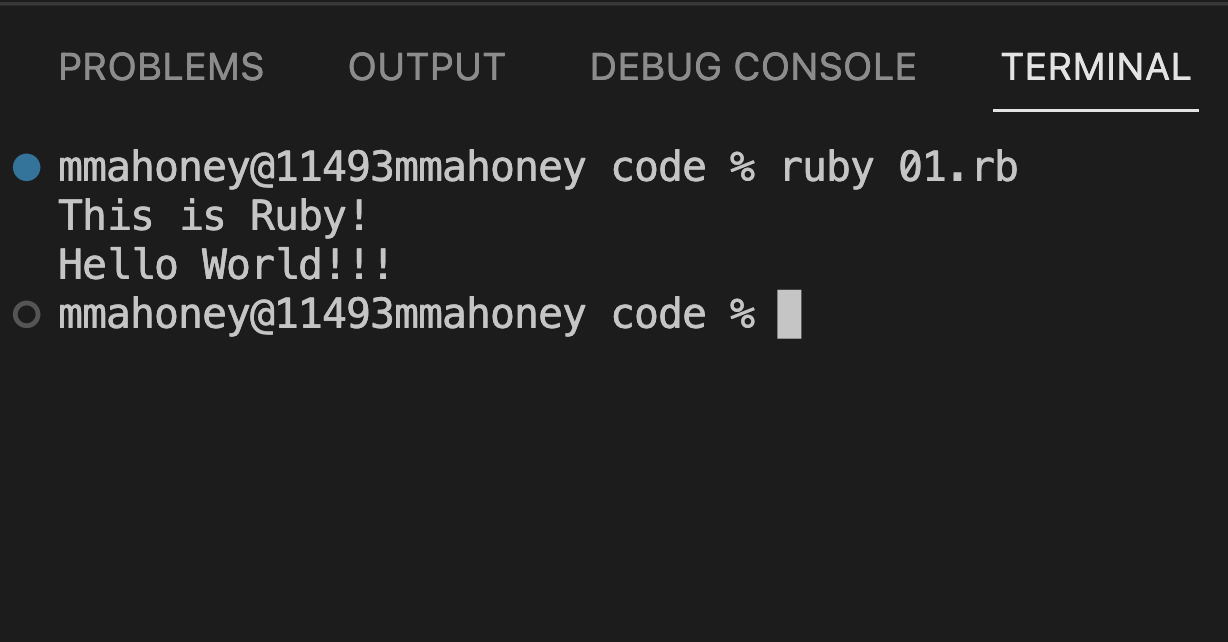 PROBLEMS OUTPUT DEBUG CONSOLE TERMINAL
mmahoney@11493mmahoney code % ruby 01.rb
This is Ruby!
Hello World!!!
mmahoney@11493mmahoney code %